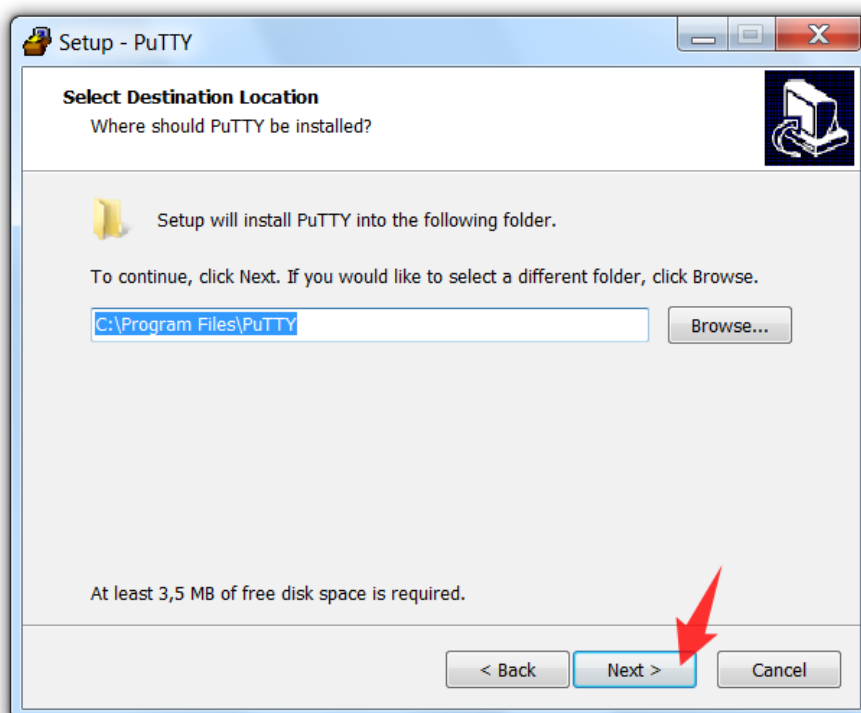 Setup - PuTTY
Select Destination Location
Where should PuTTY be installed?
Setup will install PuTTY into the following folder.
To continue, click Next. If you would like to select a different folder, click Browse.
C:\Program Files\PuTTY
Browse...
At least 3,5 MB of free disk space is required.
< Back
Next >
Cancel